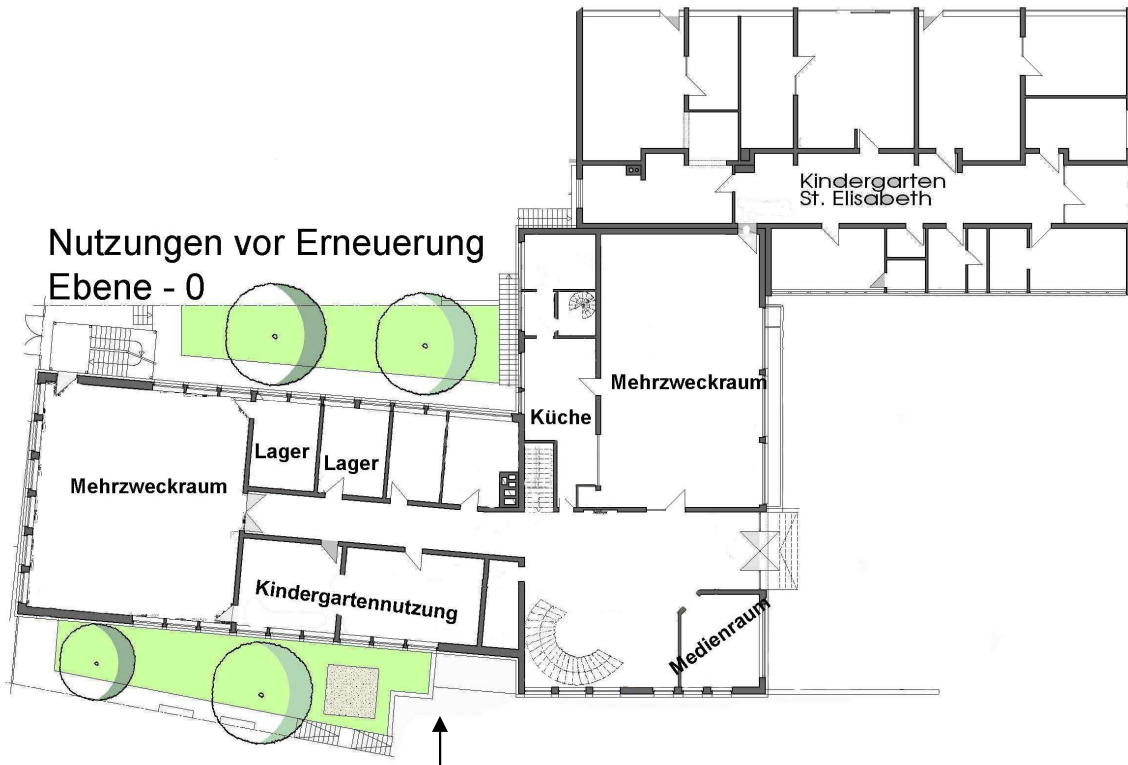 Kindergarten
St. Elisabeth
Nutzungen vor Erneuerung
Ebene - 0
Mehrzweckraum
Küche
Lager
Lager
Mehrzweckraum
Kindergartennutzung
Medienraum